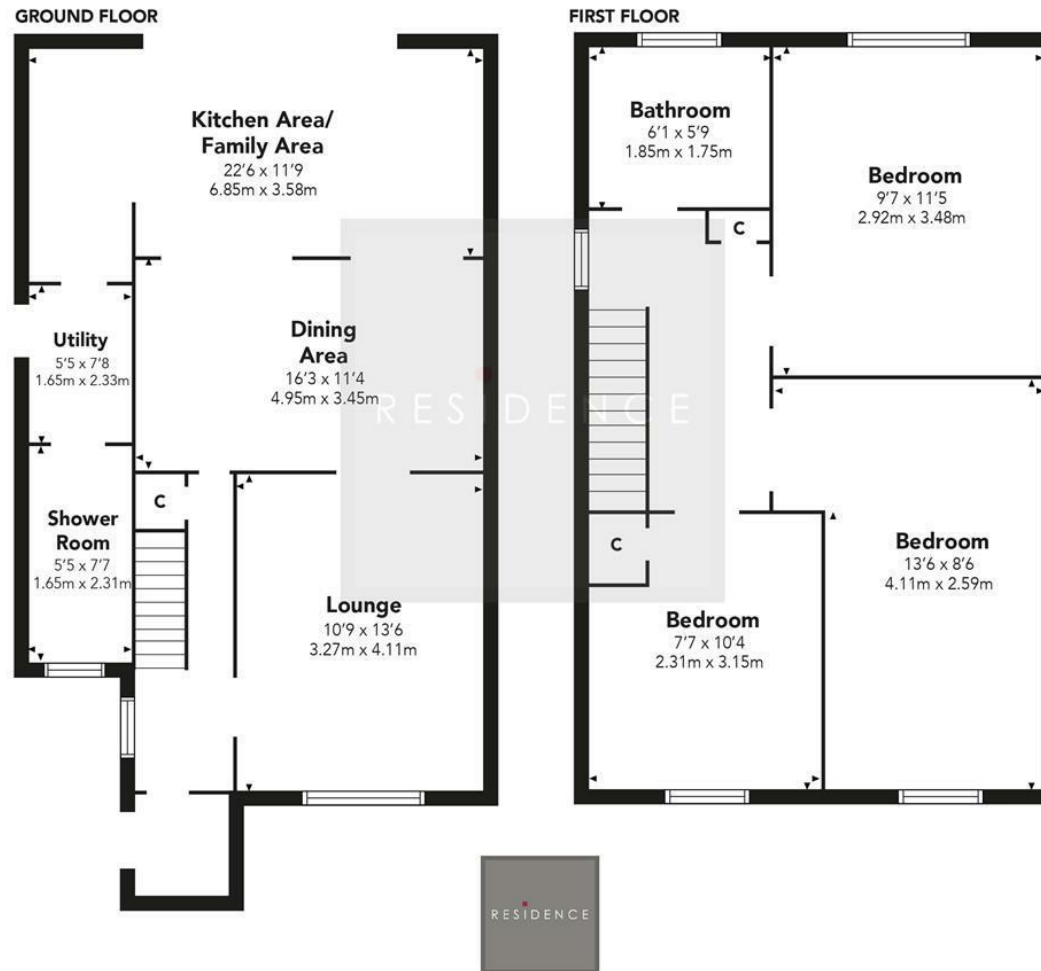 GROUND FLOOR
Kitchen Area/
Family Area
22'6 x 11'9
6.85m x 3.58m
Utility
5'5 x 7'8
1.65m x 2.33m
Dining
Area
16'3 x 11'4
4.95m x 3.45m
C
Shower
Room
5'5 x 7'7
1.65m x 2.31m
Lounge
10'9 x 13'6
3.27m x 4.11m
FIRST FLOOR
Bathroom
6'1 x 5'9
1.85m x 1.75m
Bedroom
9'7 x 11'5
2.92m x 3.48m
C
C
Bedroom
13'6 x 8'6
4.11m x 2.59m
Bedroom
7'7 x 10'4
2.31m x 3.15m
RESIDENCE
RESIDENCE